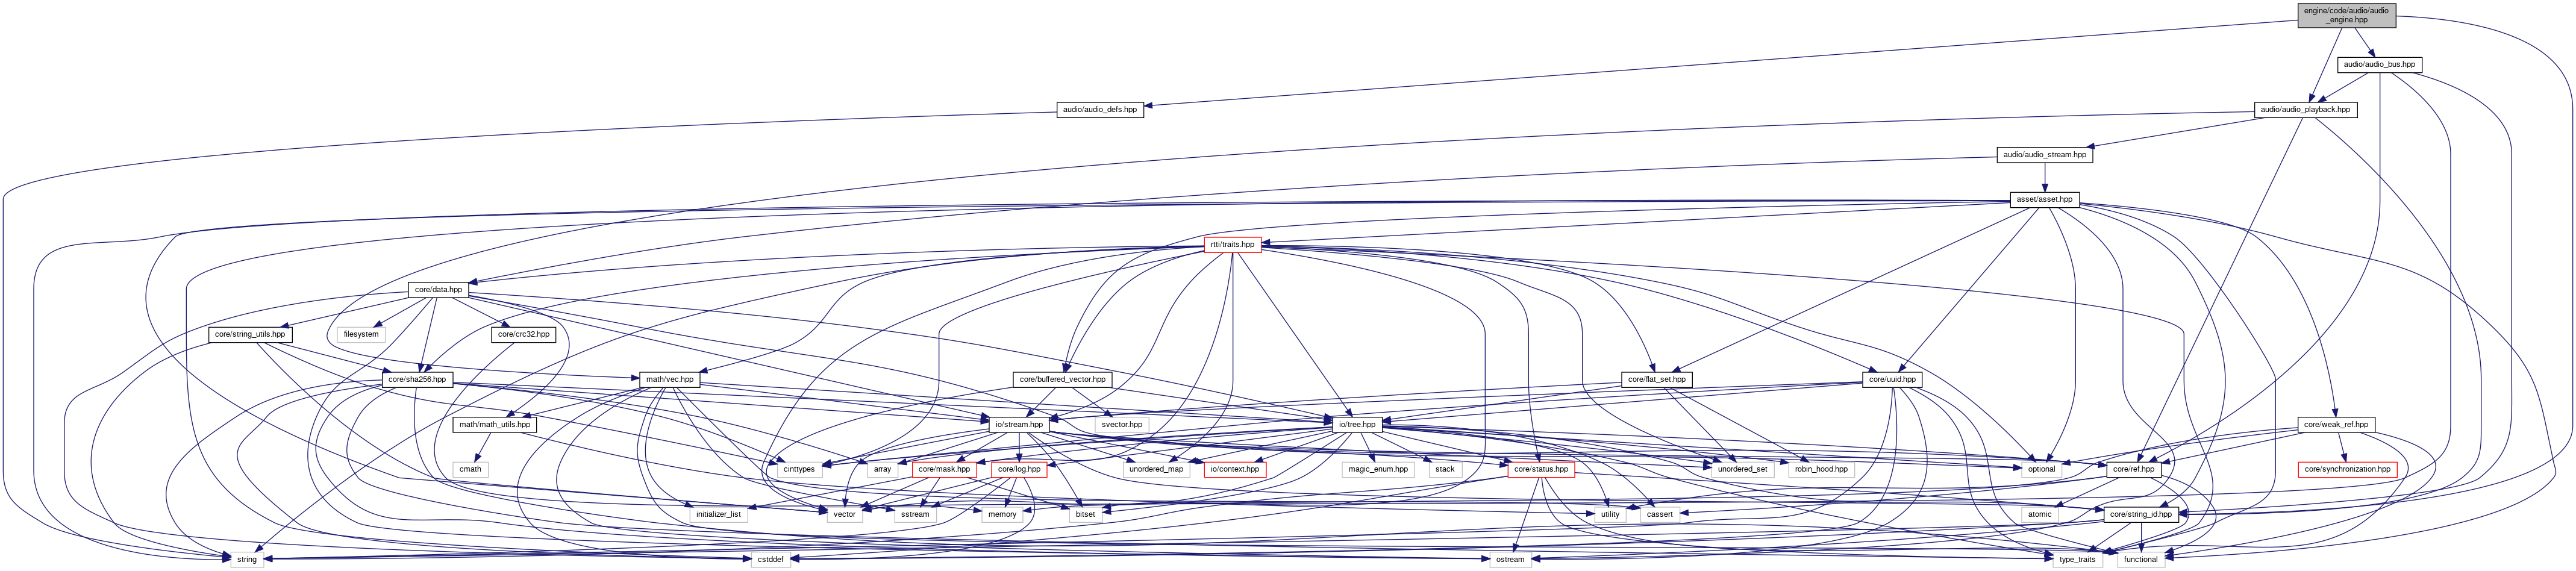 engine/code/audio/audio
_engine.hpp
audio/audio_bus.hpp
audio/audio_defs.hpp
audio/audio_playback.hpp
audio/audio_stream.hpp
asset/asset.hpp
rtti/traits.hpp
core/data.hpp
core/string_utils.hpp
filesystem
core/crc32.hpp
core/sha256.hpp
math/vec.hpp
core/buffered_vector.hpp
core/flat_set.hpp
core/uuid.hpp
math/math_utils.hpp
io/stream.hpp
svector.hpp
io/tree.hpp
core/weak_ref.hpp
cmath
cinttypes
array
core/mask.hpp
core/log.hpp
unordered_map
io/context.hpp
magic_enum.hpp
stack
core/status.hpp
unordered_set
robin_hood.hpp
optional
core/ref.hpp
core/synchronization.hpp
initializer_list
vector
sstream
memory
bitset
utility
cassert
atomic
core/string_id.hpp
string
cstddef
ostream
type_traits
functional